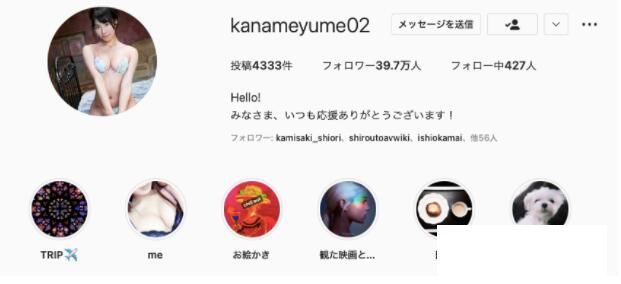 kanameyume02 メッセージを送信
投稿4333件 フォロワー39.7万人 フォロー中427人
Hello!
みなさま、いつも応援ありがとうございます！
フォロワー: kamisaki_shiori、shiroutoavwiki、ishiokamai、他56人
TRIP✈️ me お絵かき 観た映画と...